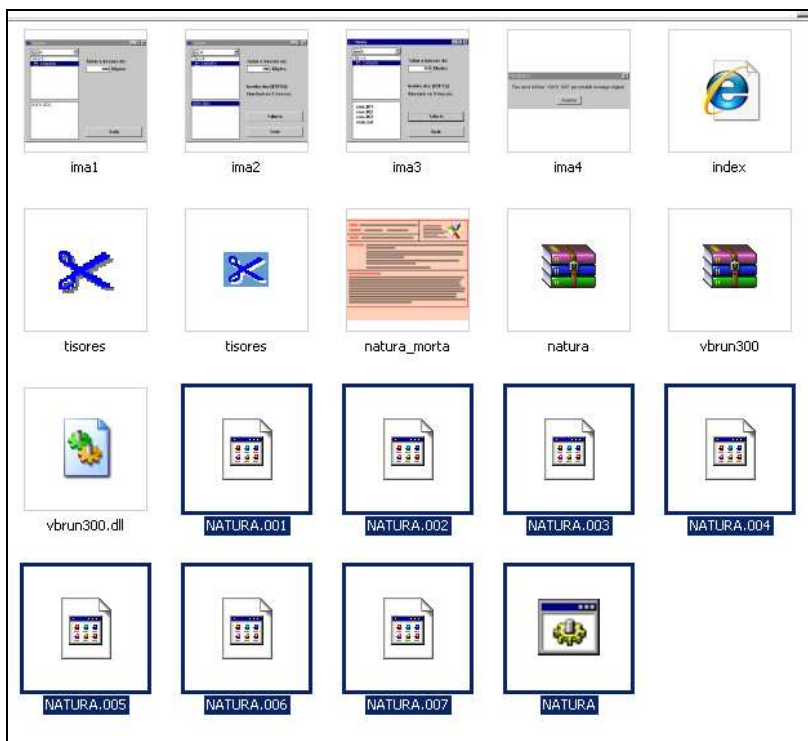 ima1 ima2 ima3 ima4 index
tisores tisores natura_morta natura vbrun300
vbrun300.dll NATURA.001 NATURA.002 NATURA.003 NATURA.004
NATURA.005 NATURA.006 NATURA.007 NATURA